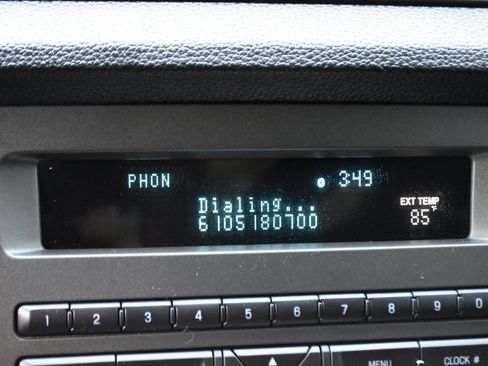 PHON 3:49
Dialing...
6105180700
EXT TEMP
85°F
1 2 3 4 5 6 7 8 9 0
MENU CLOCK #